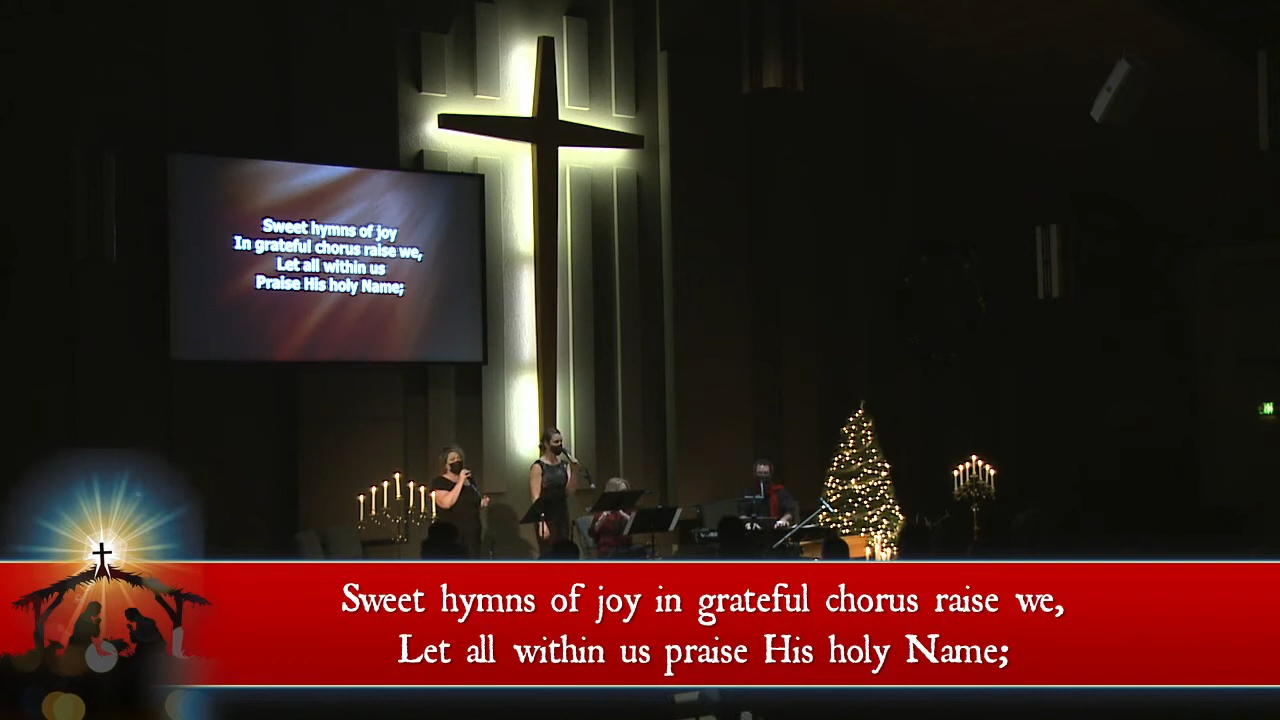 Sweet hymns of joy
In grateful chorus raise we,
Let all within us
Praise His holy Name;
Sweet hymns of joy in grateful chorus raise we,
Let all within us praise His holy Name;